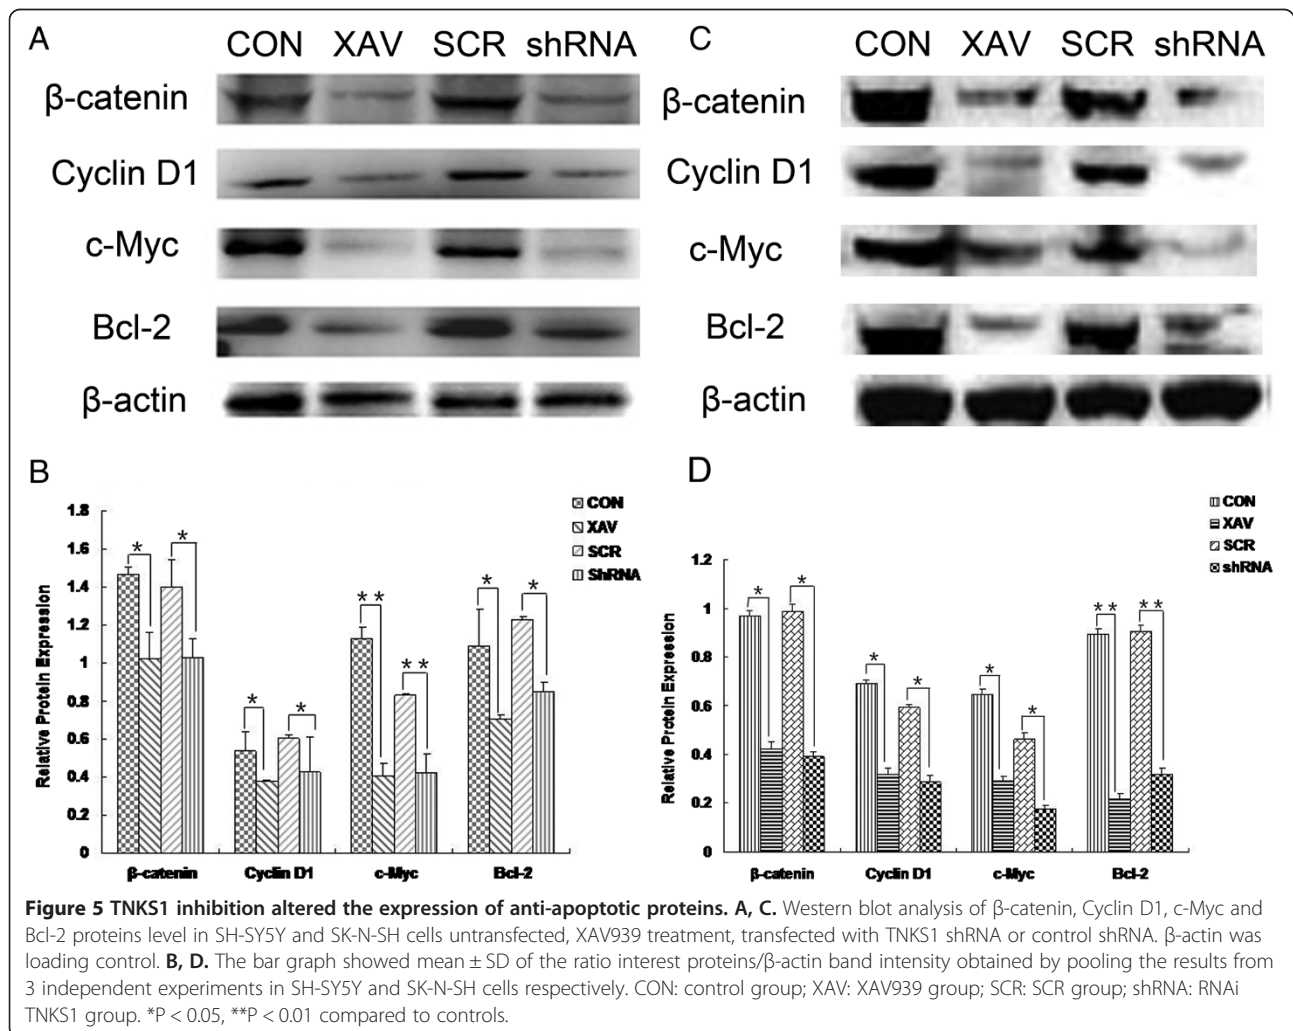 A
CON XAV SCR shRNA
β-catenin
Cyclin D1
c-Myc
Bcl-2
β-actin
C
CON XAV SCR shRNA
β-catenin
Cyclin D1
c-Myc
Bcl-2
β-actin
B
Relative Protein Expression
1.8
1.6
1.4
1.2
1
0.8
0.6
0.4
0.2
0
* * * * ** ** * *
CON
XAV
SCR
ShRNA
β-catenin Cyclin D1 c-Myc Bcl-2
D
Relative Protein Expression
1.2
1
0.8
0.6
0.4
0.2
0
* * * * * * ** **
CON
XAV
SCR
shRNA
β-catenin Cyclin D1 c-Myc Bcl-2
Figure 5 TNKS1 inhibition altered the expression of anti-apoptotic proteins. A, C. Western blot analysis of β-catenin, Cyclin D1, c-Myc and
Bcl-2 proteins level in SH-SY5Y and SK-N-SH cells untransfected, XAV939 treatment, transfected with TNKS1 shRNA or control shRNA. β-actin was
loading control. B, D. The bar graph showed mean ± SD of the ratio interest proteins/β-actin band intensity obtained by pooling the results from
3 independent experiments in SH-SY5Y and SK-N-SH cells respectively. CON: control group; XAV: XAV939 group; SCR: SCR group; shRNA: RNAi
TNKS1 group. *P < 0.05, **P < 0.01 compared to controls.